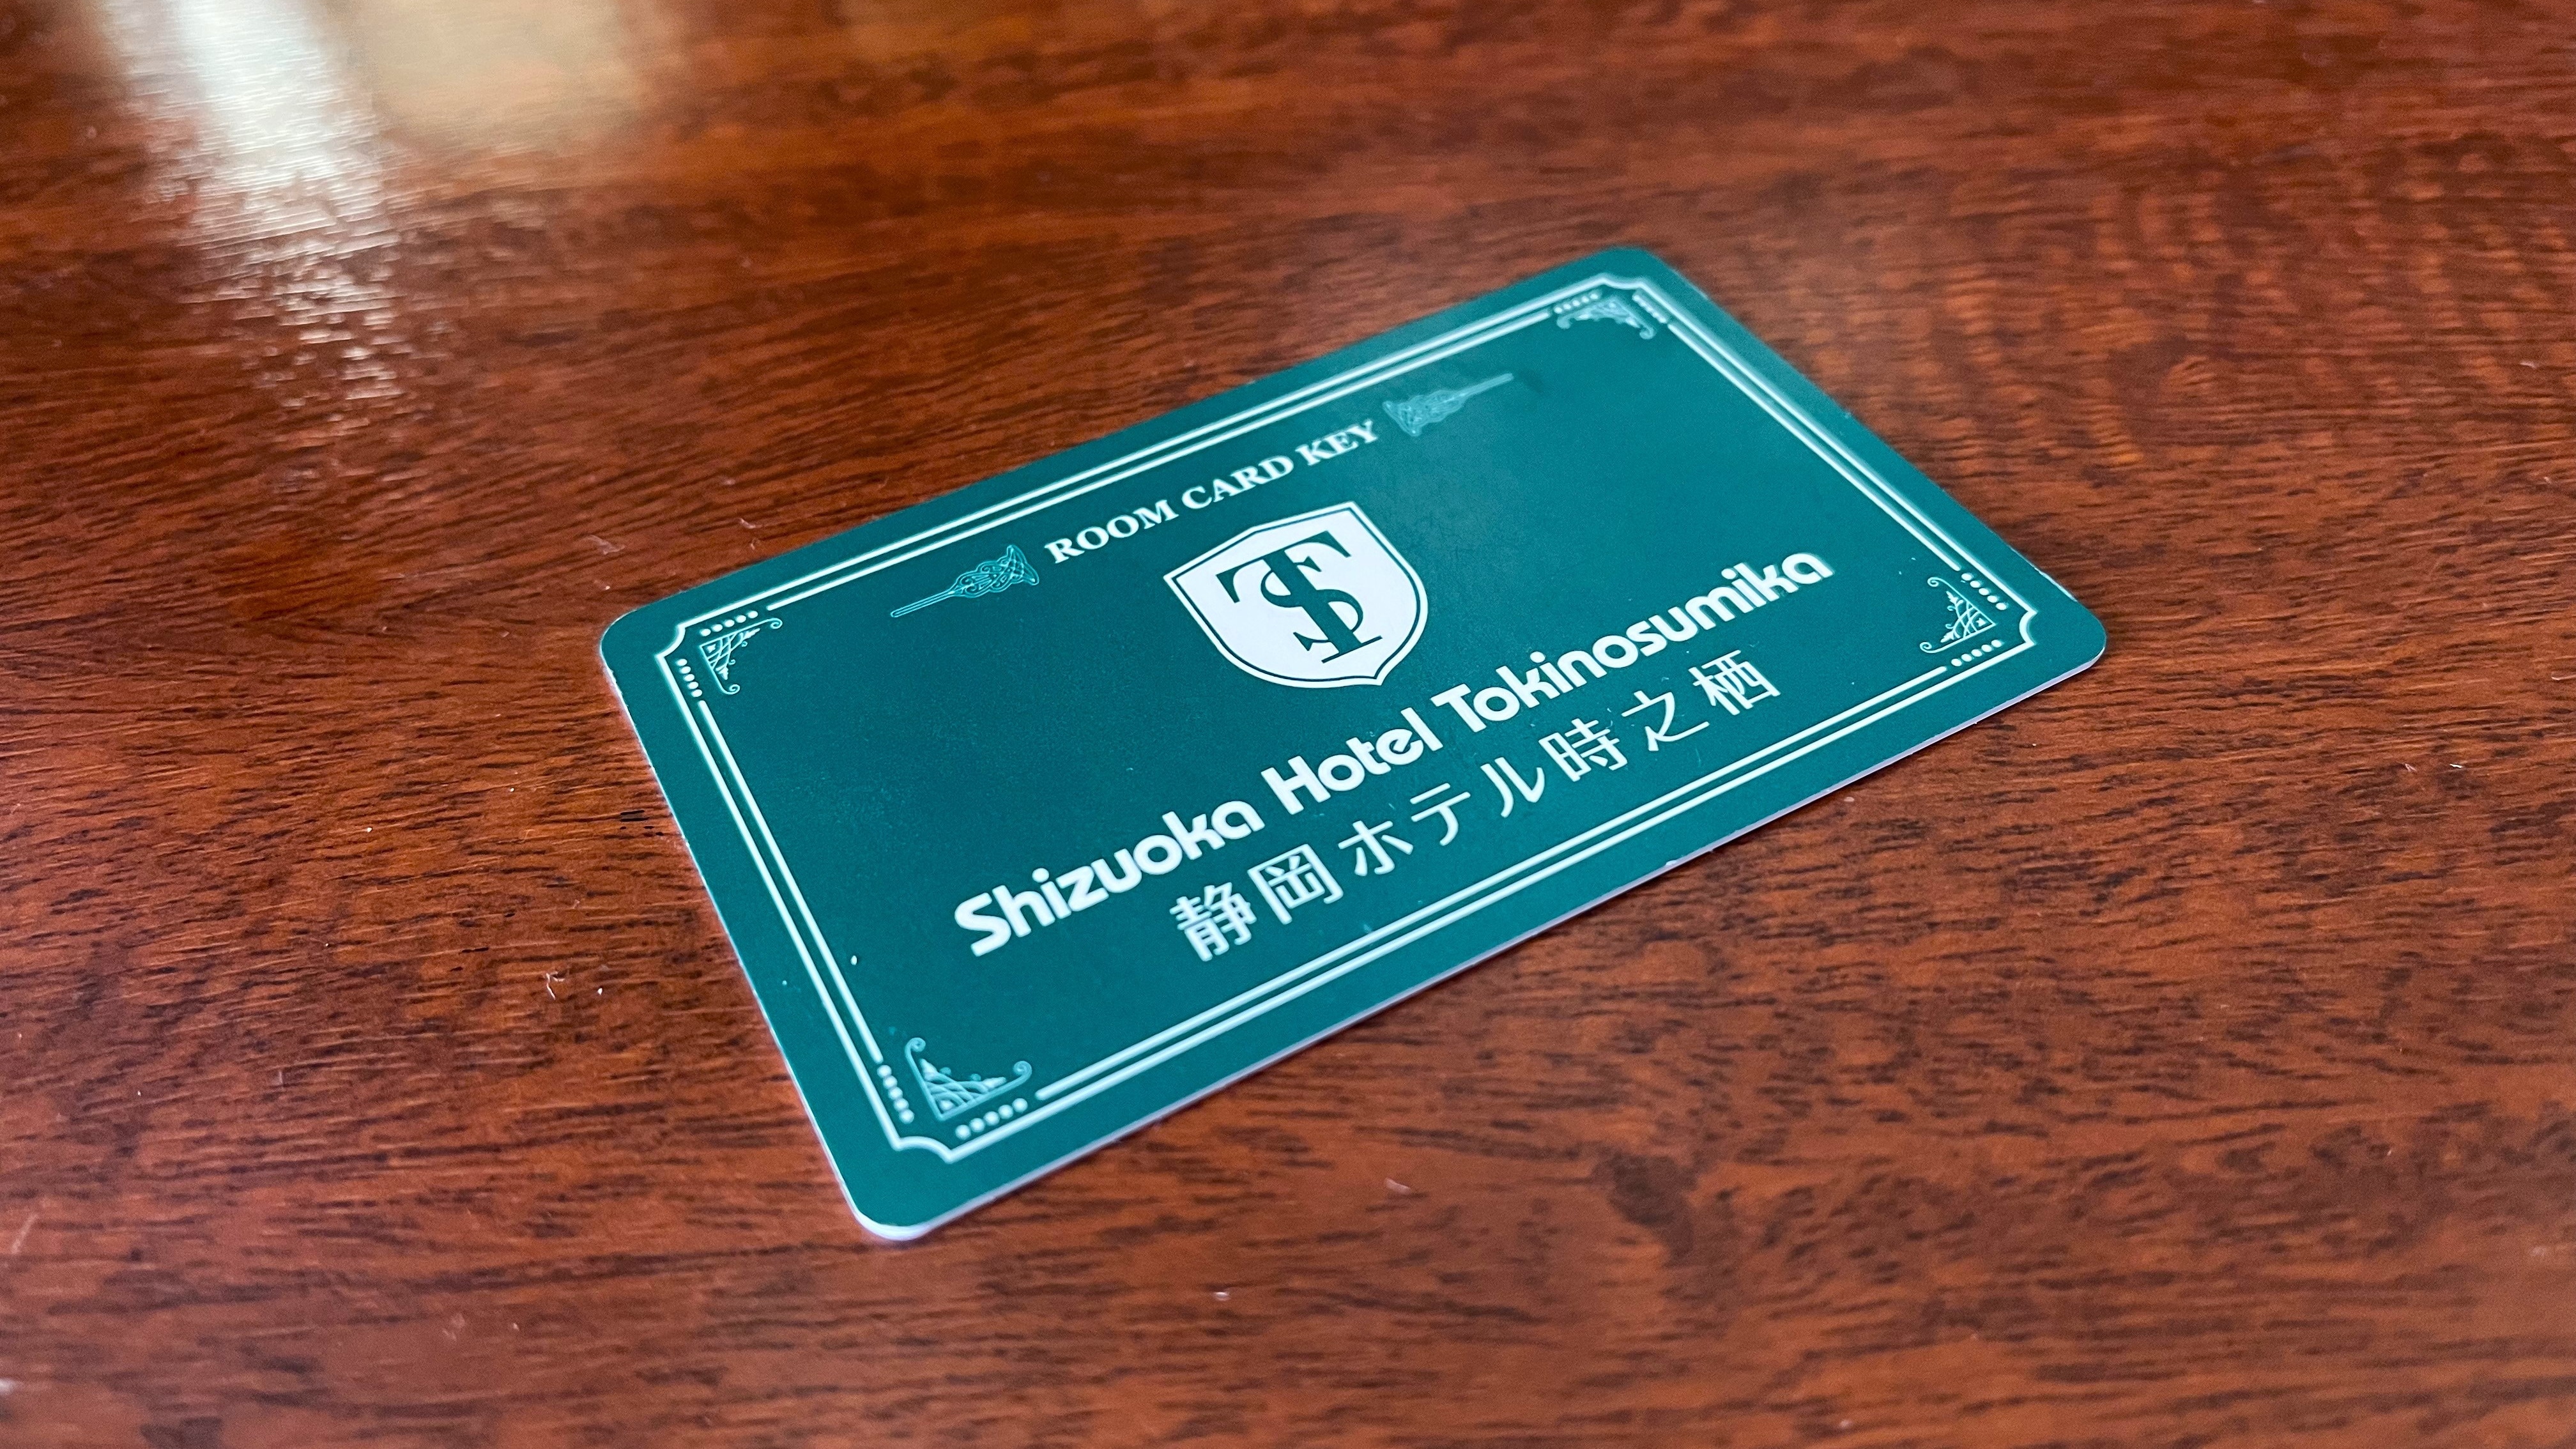 ROOM CARD KEY
TS
Shizuoka Hotel Tokinosumika
静岡ホテル時之栖